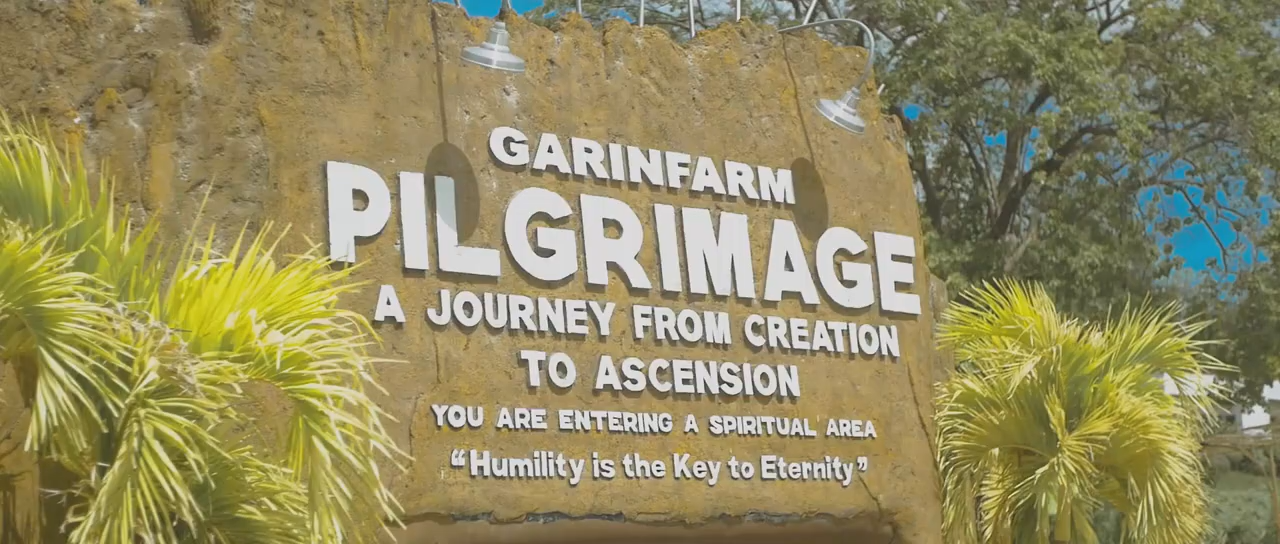 GARINFARM
PILGRIMAGE
A JOURNEY FROM CREATION
TO ASCENSION
YOU ARE ENTERING A SPIRITUAL AREA
“Humility is the Key to Eternity”